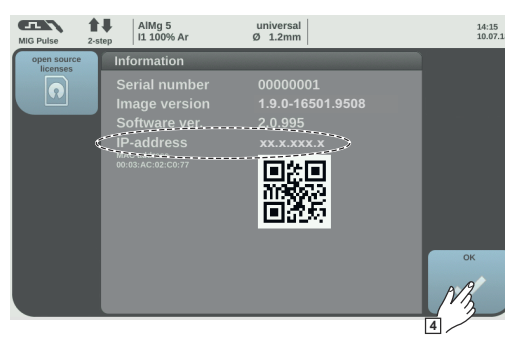 MIG Pulse
2-step
AlMg 5
I1 100% Ar
universal
Ø 1.2mm
14:15
10.07.1
open source
licenses
Information
Serial number 00000001
Image version 1.9.0-16501.9508
Software ver. 2.0.995
IP-address xx.x.xxx.x
00:03:AC:02:C0:77
OK
4